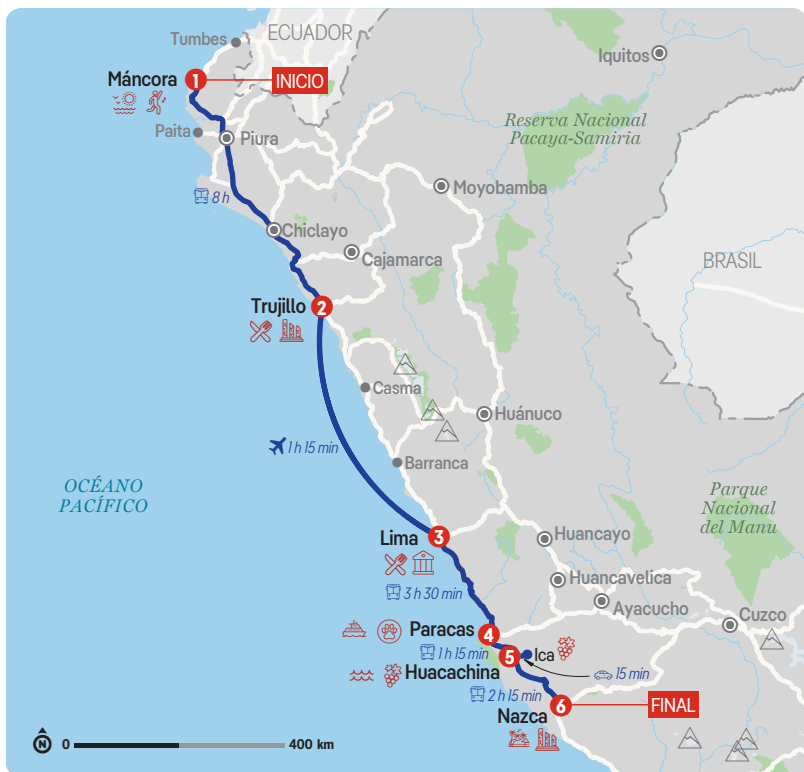 Tumbes
ECUADOR
Iquitos
Máncora
1
INICIO
Paita
Piura
Reserva Nacional
Pacaya-Samiria
8 h
Moyobamba
Chiclayo
Cajamarca
BRASIL
Trujillo
2
Casma
Huánuco
1 h 15 min
Barranca
OCÉANO
PACÍFICO
Parque
Nacional
del Manu
Lima
3
Huancayo
3 h 30 min
Huancavelica
Ayacucho
Cuzco
Paracas
4
1 h 15 min
5
Ica
Huacachina
15 min
2 h 15 min
6
FINAL
Nazca
N
0
400 km